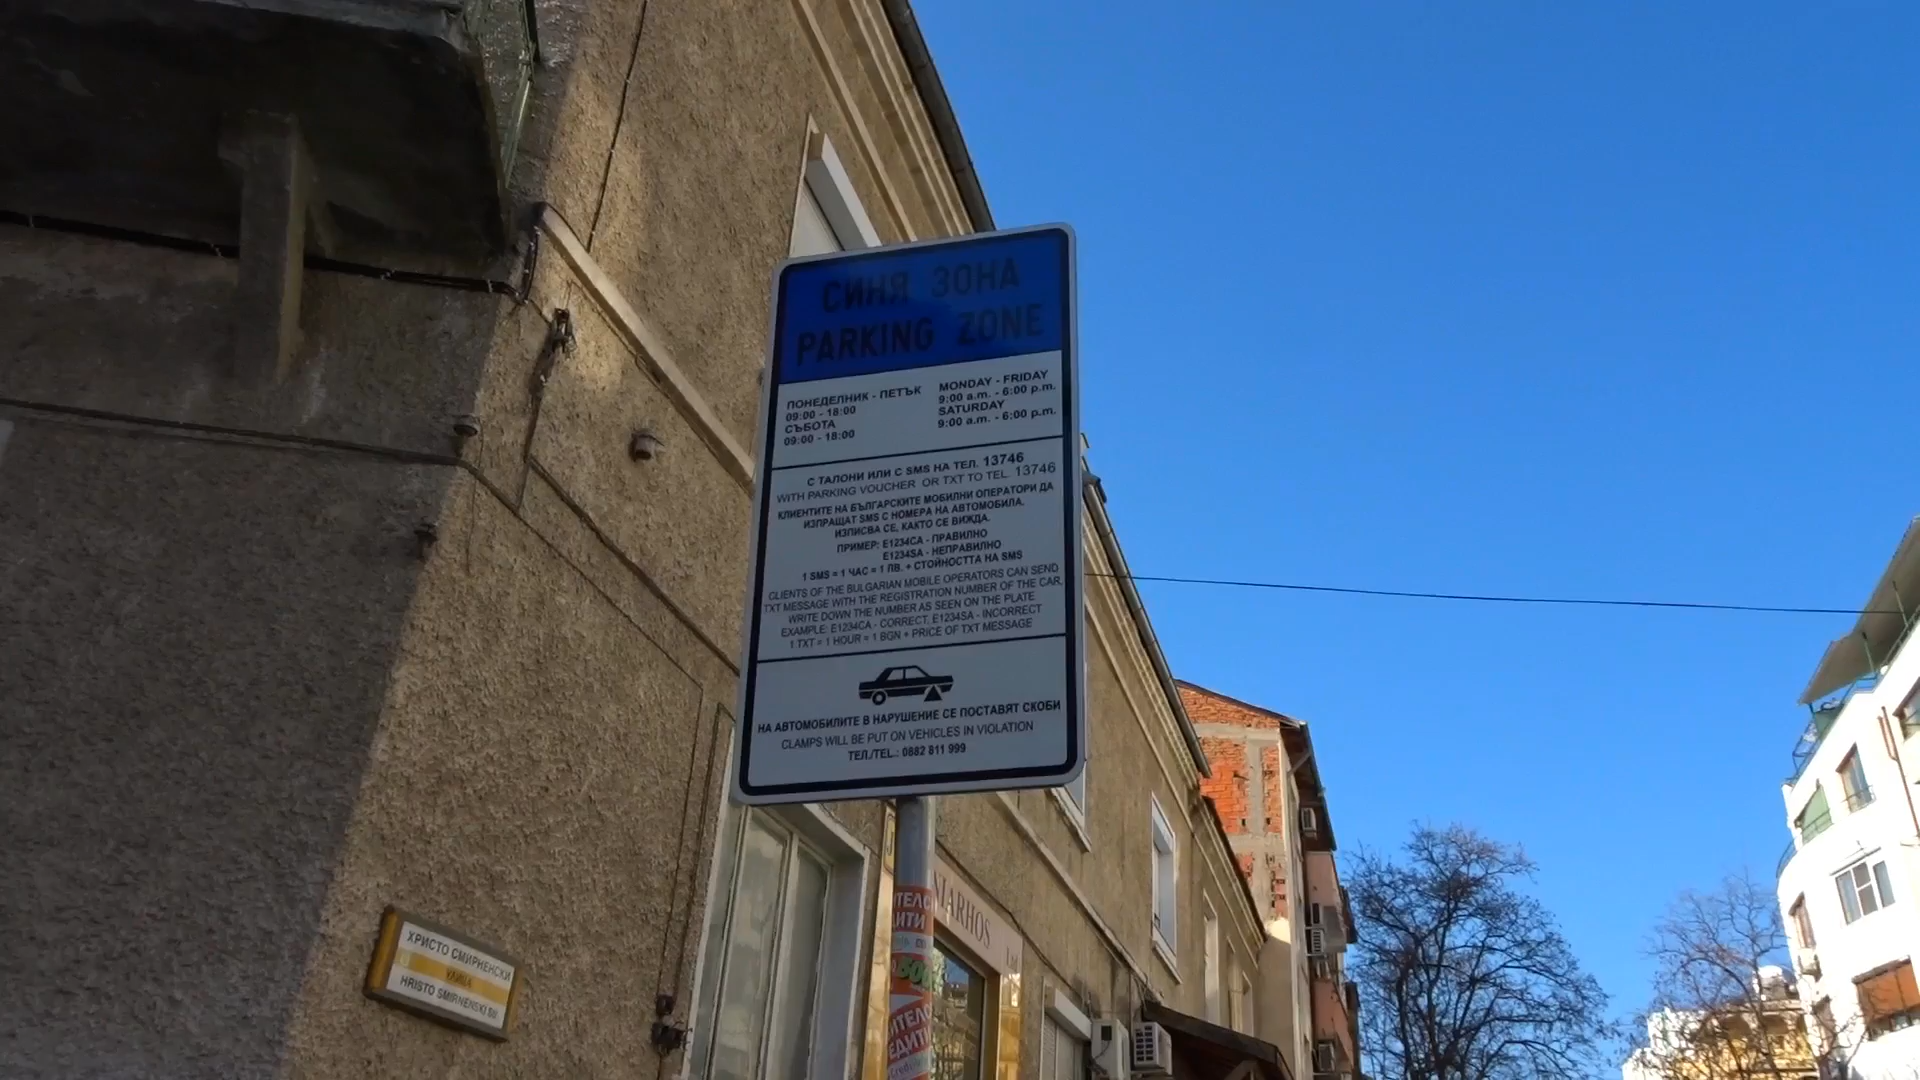 СИНЯ ЗОНА
PARKING ZONE
ПОНЕДЕЛНИК - ПЕТЪК
09:00 - 18:00
СЪБОТА
09:00 - 18:00
MONDAY - FRIDAY
9:00 a.m. - 6:00 p.m.
SATURDAY
9:00 a.m. - 6:00 p.m.
С ТАЛОНИ ИЛИ С SMS НА ТЕЛ. 13746
WITH PARKING VOUCHER OR TXT TO TEL. 13746
КЛИЕНТИТЕ НА БЪЛГАРСКИТЕ МОБИЛНИ ОПЕРАТОРИ ДА
ИЗПРАЩАТ SMS С НОМЕРА НА АВТОМОБИЛА.
ИЗПИСВА СЕ, КАКТО СЕ ВИЖДА.
ПРИМЕР: E1234CA - ПРАВИЛНО
E1234SA - НЕПРАВИЛНО
1 SMS = 1 ЧАС = 1 ЛВ. + СТОЙНОСТТА НА SMS
CLIENTS OF THE BULGARIAN MOBILE OPERATORS CAN SEND
TXT MESSAGE WITH THE REGISTRATION NUMBER OF THE CAR,
WRITE DOWN THE NUMBER AS SEEN ON THE PLATE
EXAMPLE: E1234CA - CORRECT, E1234SA - INCORRECT
1 TXT = 1 HOUR = 1 BGN + PRICE OF TXT MESSAGE
НА АВТОМОБИЛИТЕ В НАРУШЕНИЕ СЕ ПОСТАВЯТ СКОБИ
CLAMPS WILL BE PUT ON VEHICLES IN VIOLATION
ТЕЛ./TEL.: 0882 811 999
ХРИСТО СМИРНЕНСКИ
УЛИЦА
HRISTO SMIRNENSKI
NIARHOS Ltd